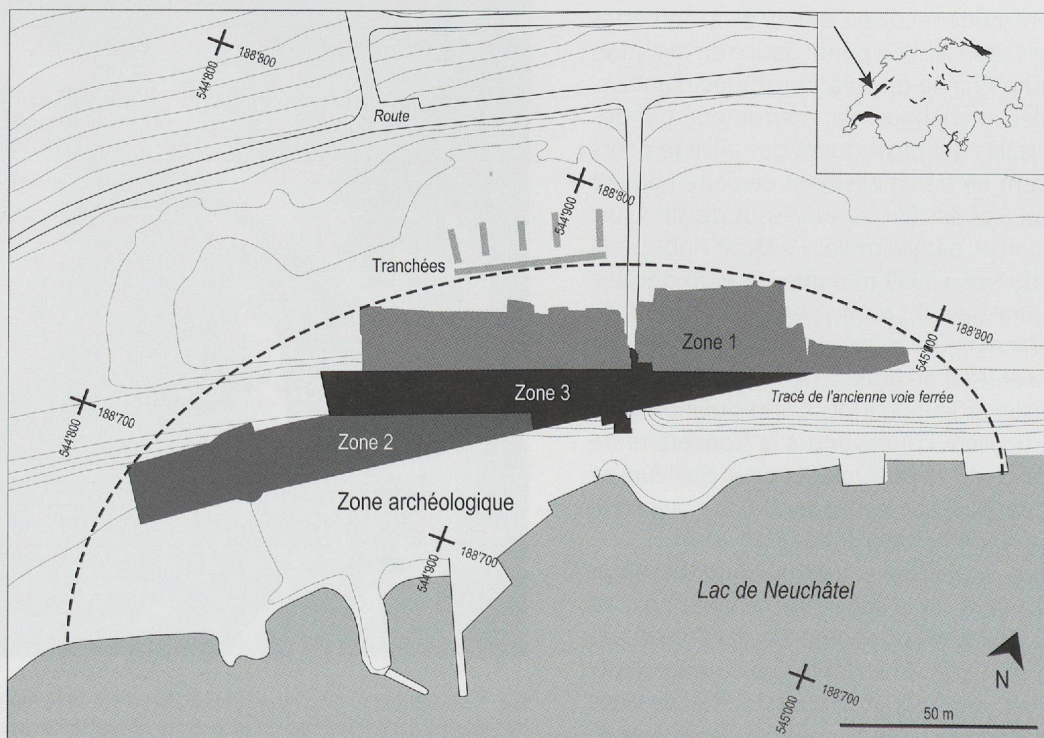 544'800
188'800
Route
544'900
188'800
Tranchées
Zone 1
545'000
188'800
Zone 3
Tracé de l'ancienne voie ferrée
544'800
188'700
Zone 2
Zone archéologique
544'900
188'700
Lac de Neuchâtel
N
545'000
188'700
50 m